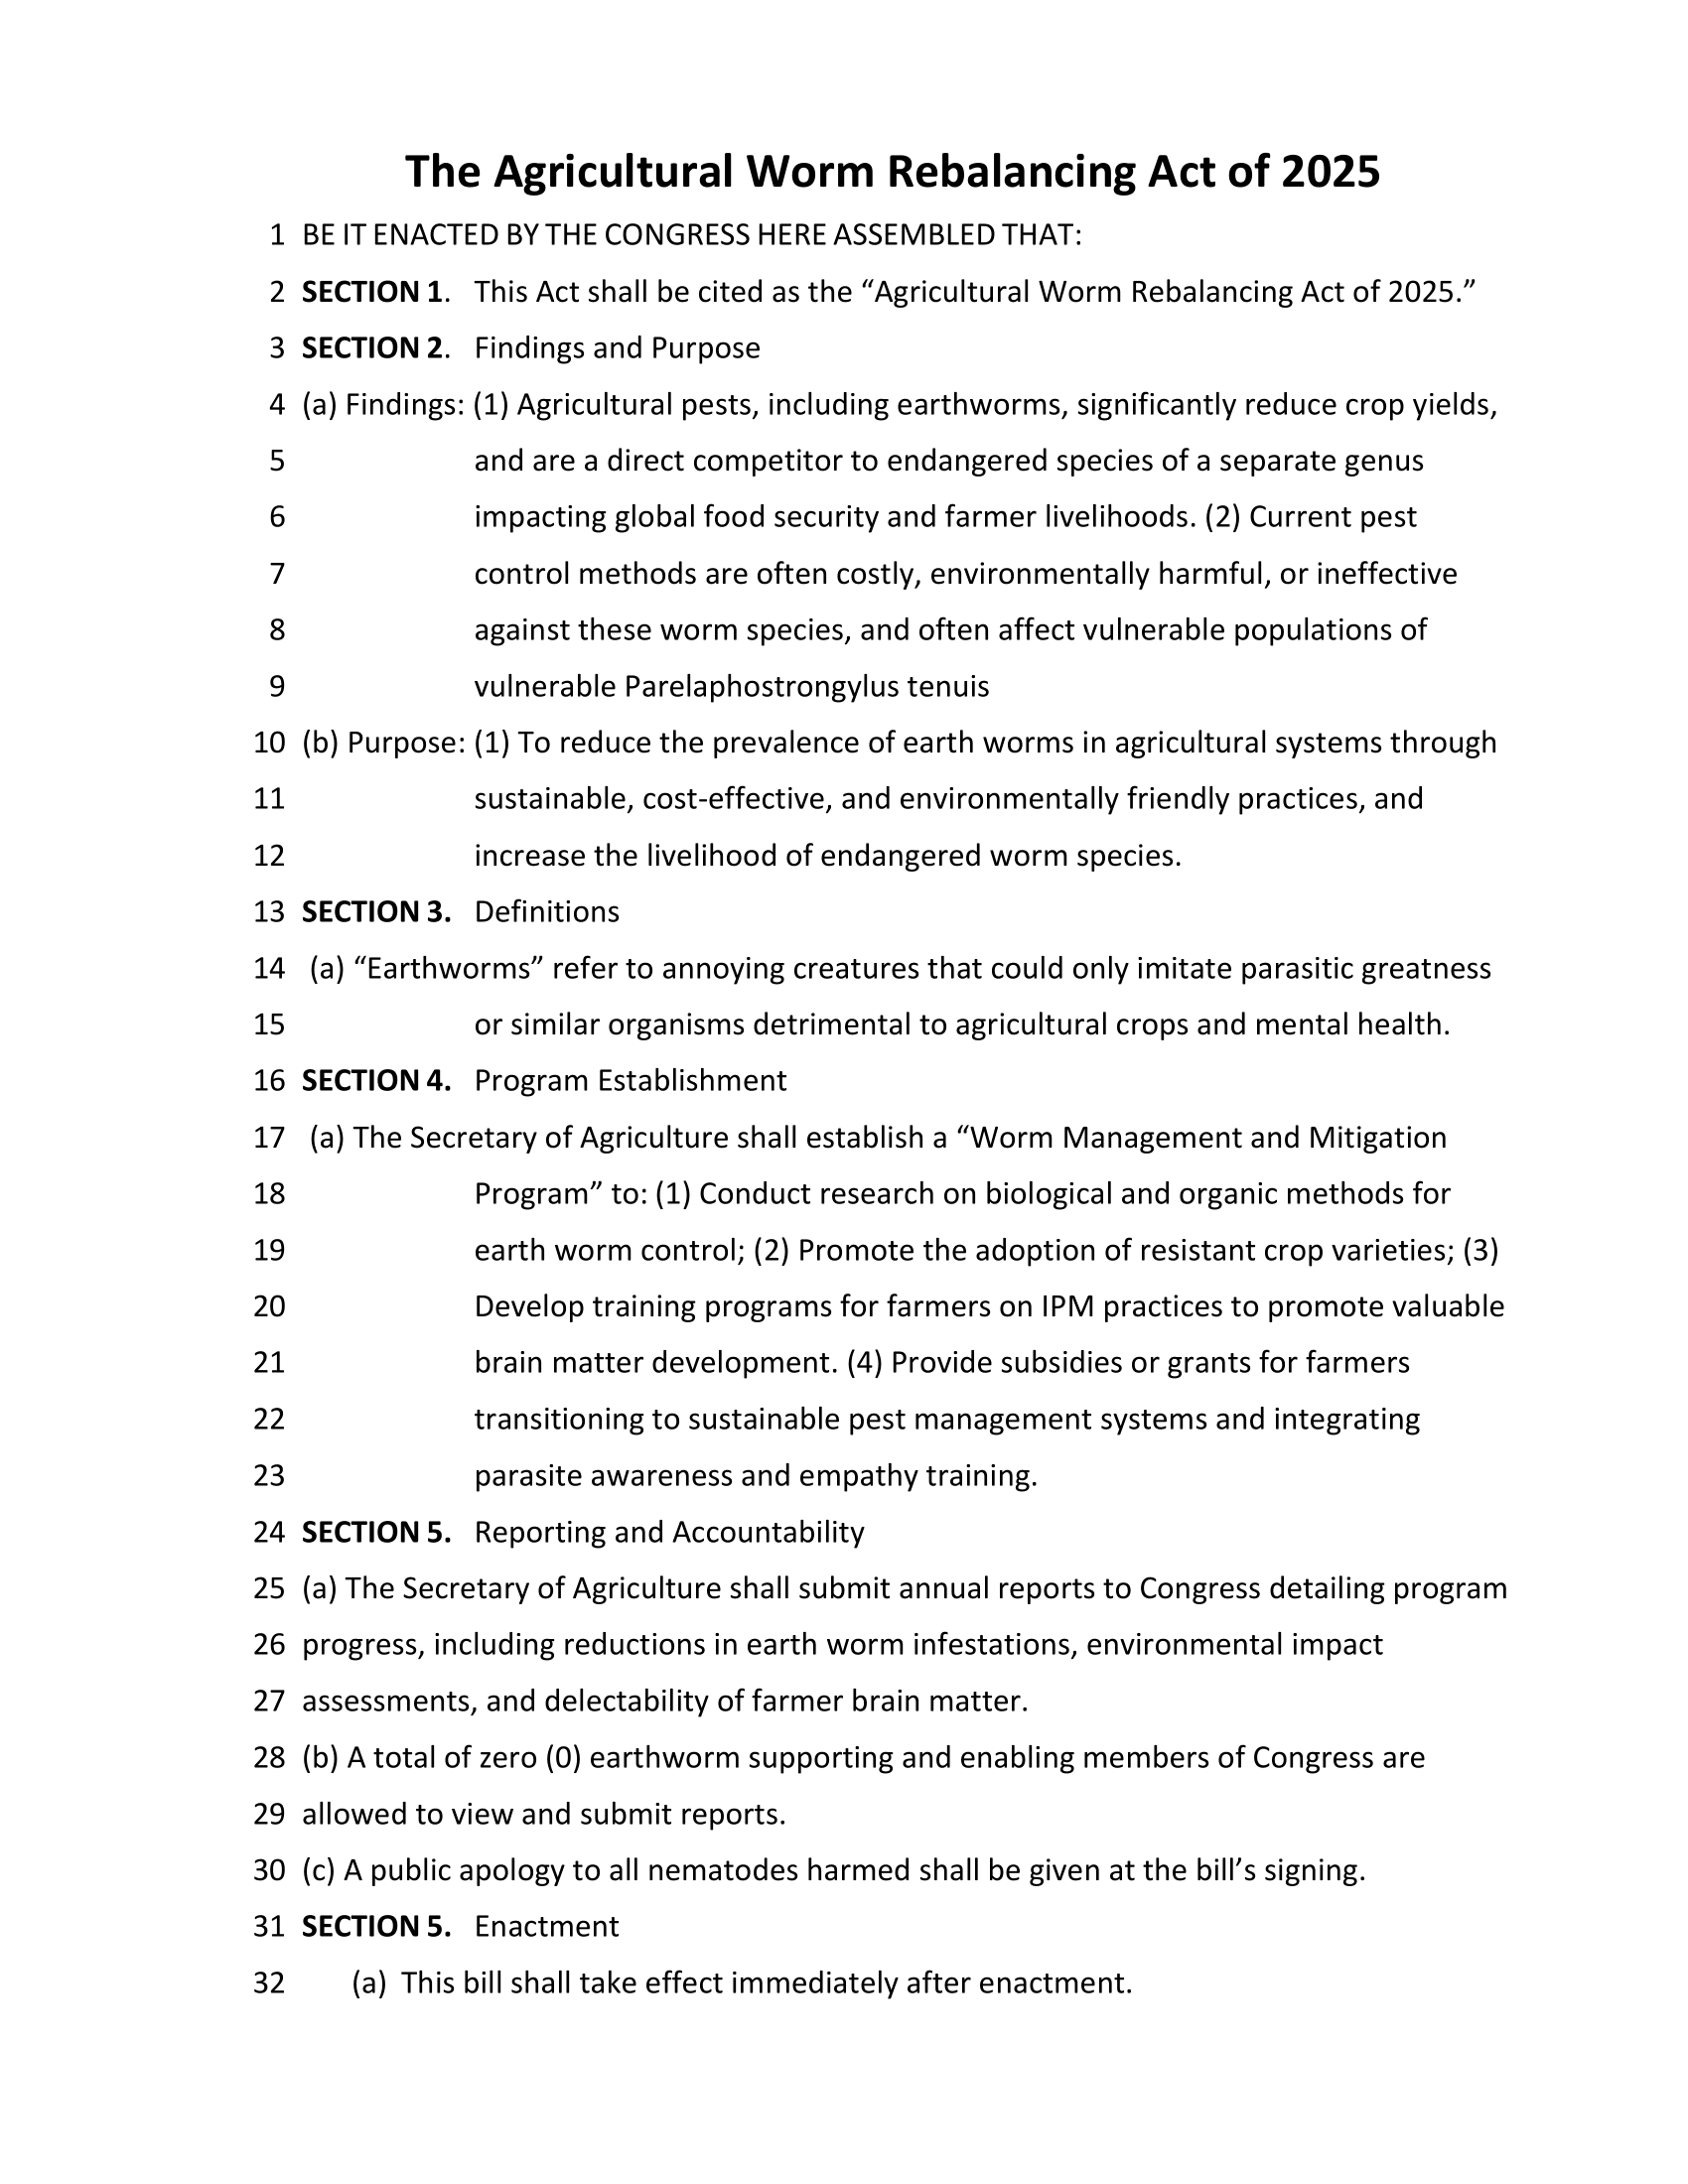 The Agricultural Worm Rebalancing Act of 2025
1 BE IT ENACTED BY THE CONGRESS HERE ASSEMBLED THAT:
2 SECTION 1. This Act shall be cited as the “Agricultural Worm Rebalancing Act of 2025.”
3 SECTION 2. Findings and Purpose
4 (a) Findings: (1) Agricultural pests, including earthworms, significantly reduce crop yields,
5 and are a direct competitor to endangered species of a separate genus
6 impacting global food security and farmer livelihoods. (2) Current pest
7 control methods are often costly, environmentally harmful, or ineffective
8 against these worm species, and often affect vulnerable populations of
9 vulnerable Parelaphostrongylus tenuis
10 (b) Purpose: (1) To reduce the prevalence of earth worms in agricultural systems through
11 sustainable, cost-effective, and environmentally friendly practices, and
12 increase the livelihood of endangered worm species.
13 SECTION 3. Definitions
14 (a) “Earthworms” refer to annoying creatures that could only imitate parasitic greatness
15 or similar organisms detrimental to agricultural crops and mental health.
16 SECTION 4. Program Establishment
17 (a) The Secretary of Agriculture shall establish a “Worm Management and Mitigation
18 Program” to: (1) Conduct research on biological and organic methods for
19 earth worm control; (2) Promote the adoption of resistant crop varieties; (3)
20 Develop training programs for farmers on IPM practices to promote valuable
21 brain matter development. (4) Provide subsidies or grants for farmers
22 transitioning to sustainable pest management systems and integrating
23 parasite awareness and empathy training.
24 SECTION 5. Reporting and Accountability
25 (a) The Secretary of Agriculture shall submit annual reports to Congress detailing program
26 progress, including reductions in earth worm infestations, environmental impact
27 assessments, and delectability of farmer brain matter.
28 (b) A total of zero (0) earthworm supporting and enabling members of Congress are
29 allowed to view and submit reports.
30 (c) A public apology to all nematodes harmed shall be given at the bill’s signing.
31 SECTION 5. Enactment
32 (a) This bill shall take effect immediately after enactment.